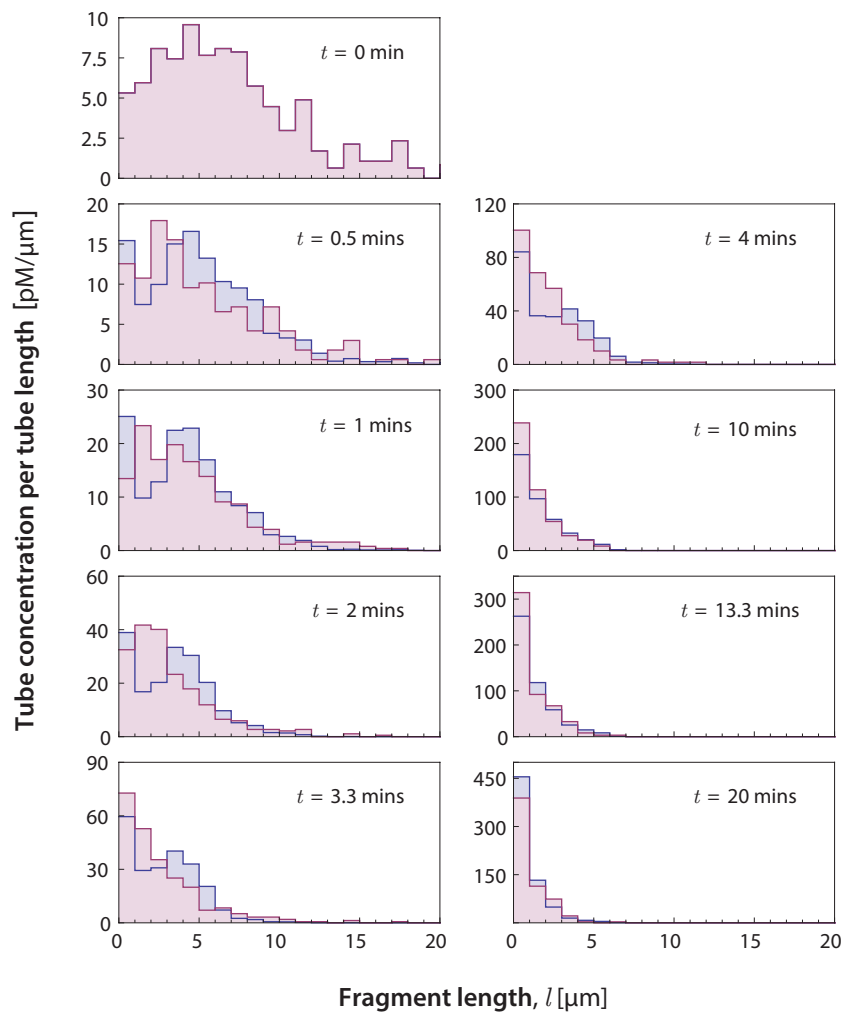 Tube concentration per tube length [pM/μm]
10
7.5
5.0
2.5
0
t = 0 min
20
15
10
5
0
t = 0.5 mins
120
80
40
0
t = 4 mins
30
20
10
0
t = 1 mins
300
200
100
0
t = 10 mins
60
40
20
0
t = 2 mins
300
200
100
0
t = 13.3 mins
90
60
30
0
t = 3.3 mins
450
300
150
t = 20 mins
0 5 10 15 20
0 5 10 15 20
Fragment length, l [μm]